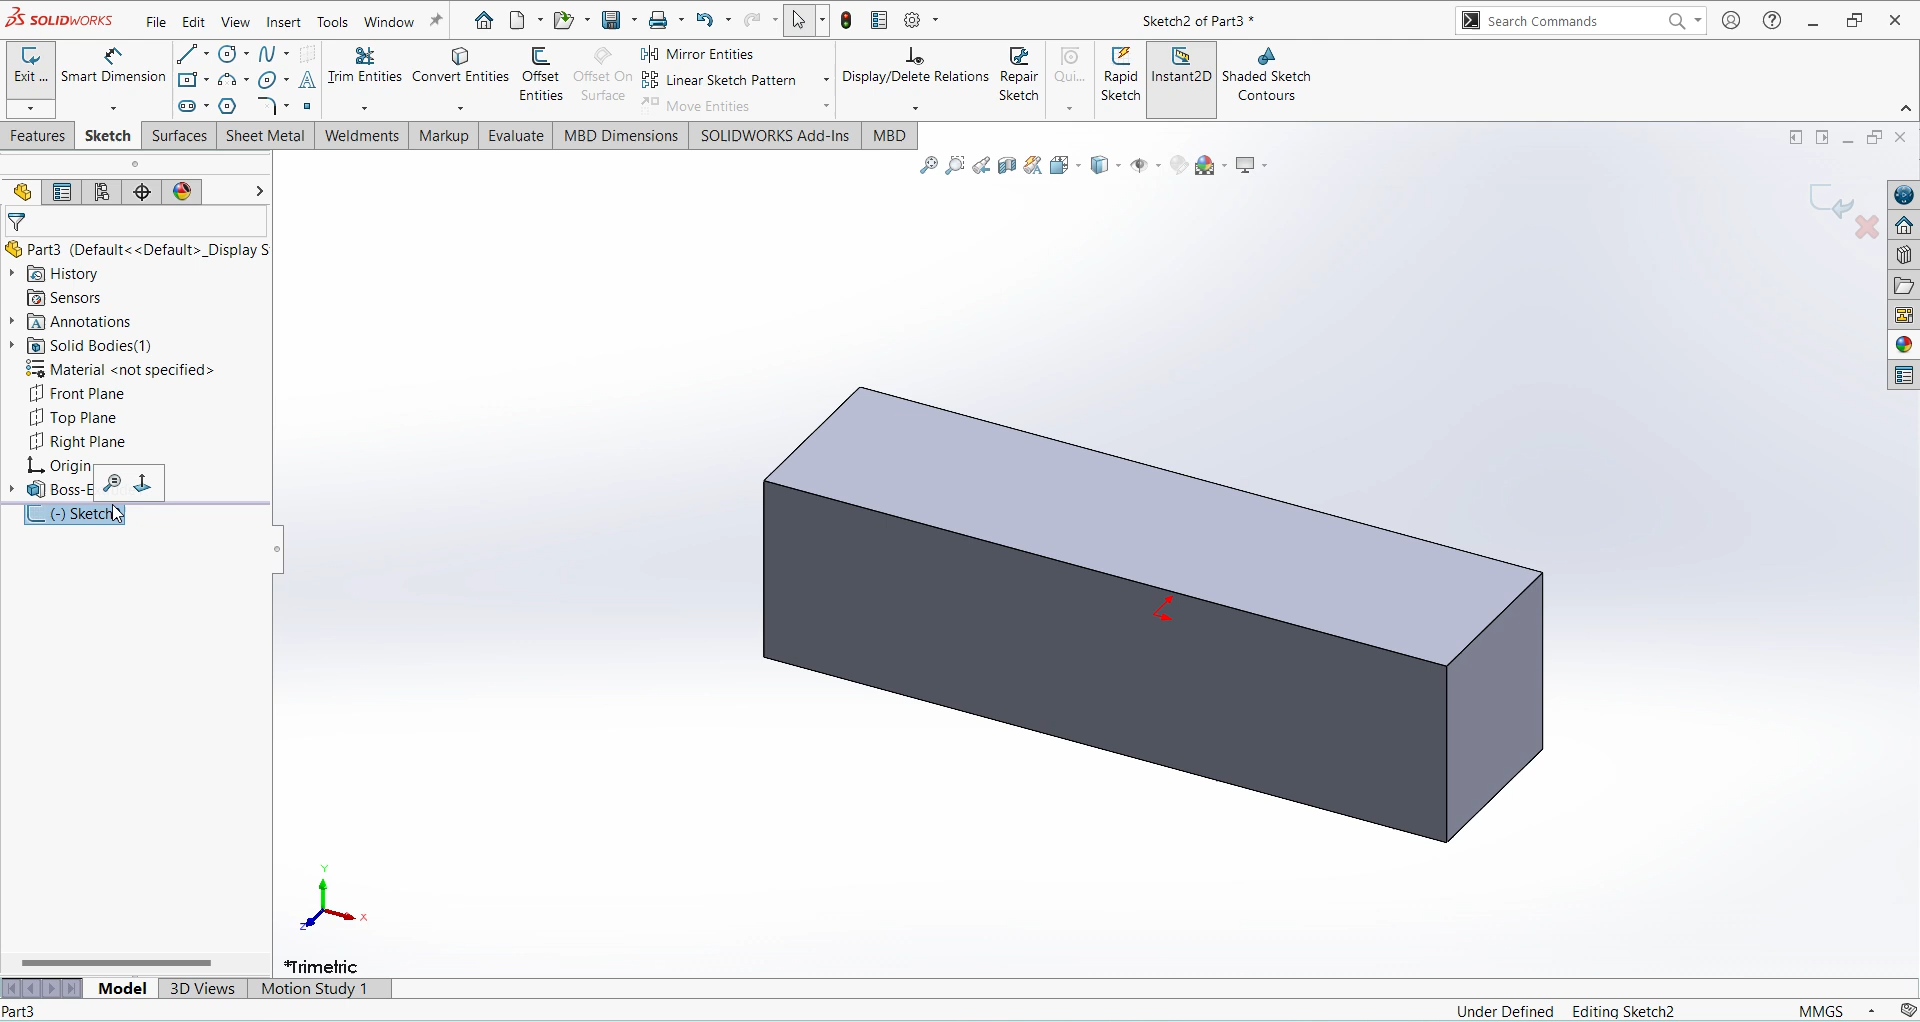 SOLIDWORKS File Edit View Insert Tools Window Sketch2 of Part3 * Search Commands
Exit ... Smart Dimension Trim Entities Convert Entities Offset Entities Offset On Surface Mirror Entities Display/Delete Relations Repair Sketch Qui... Rapid Sketch Instant2D Shaded Sketch Contours
Linear Sketch Pattern
Move Entities
Features Sketch Surfaces Sheet Metal Weldments Markup Evaluate MBD Dimensions SOLIDWORKS Add-Ins MBD
Part3 (Default<<Default>_Display S
History
Sensors
A Annotations
Solid Bodies(1)
Material <not specified>
Front Plane
Top Plane
Right Plane
Origin
Boss-E
(-) Sketch
Y
X
Z
*Trimetric
Model 3D Views Motion Study 1
Part3 Under Defined Editing Sketch2 MMGS